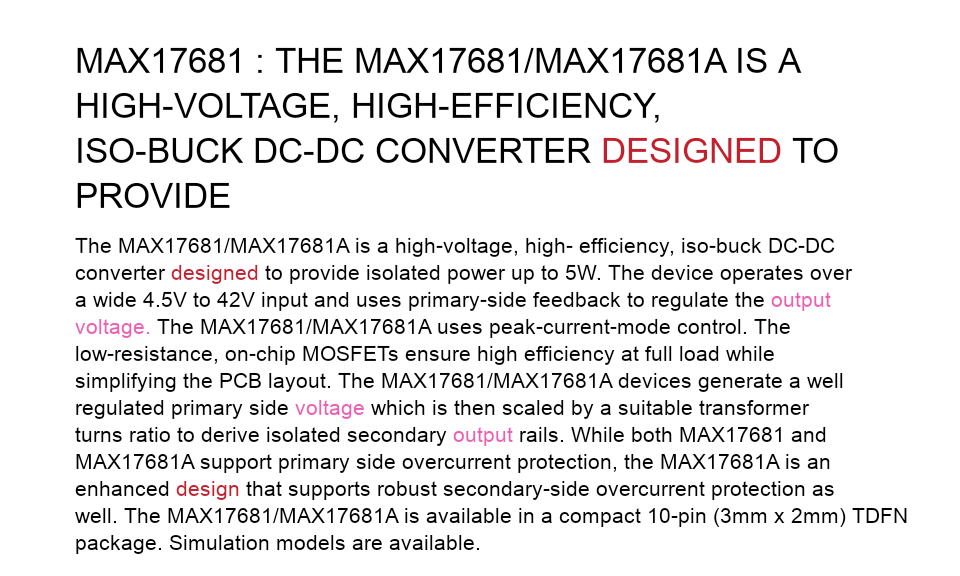 MAX17681 : THE MAX17681/MAX17681A IS A
HIGH-VOLTAGE, HIGH-EFFICIENCY,
ISO-BUCK DC-DC CONVERTER DESIGNED TO
PROVIDE
The MAX17681/MAX17681A is a high-voltage, high- efficiency, iso-buck DC-DC
converter designed to provide isolated power up to 5W. The device operates over
a wide 4.5V to 42V input and uses primary-side feedback to regulate the output
voltage. The MAX17681/MAX17681A uses peak-current-mode control. The
low-resistance, on-chip MOSFETs ensure high efficiency at full load while
simplifying the PCB layout. The MAX17681/MAX17681A devices generate a well
regulated primary side voltage which is then scaled by a suitable transformer
turns ratio to derive isolated secondary output rails. While both MAX17681 and
MAX17681A support primary side overcurrent protection, the MAX17681A is an
enhanced design that supports robust secondary-side overcurrent protection as
well. The MAX17681/MAX17681A is available in a compact 10-pin (3mm x 2mm) TDFN
package. Simulation models are available.